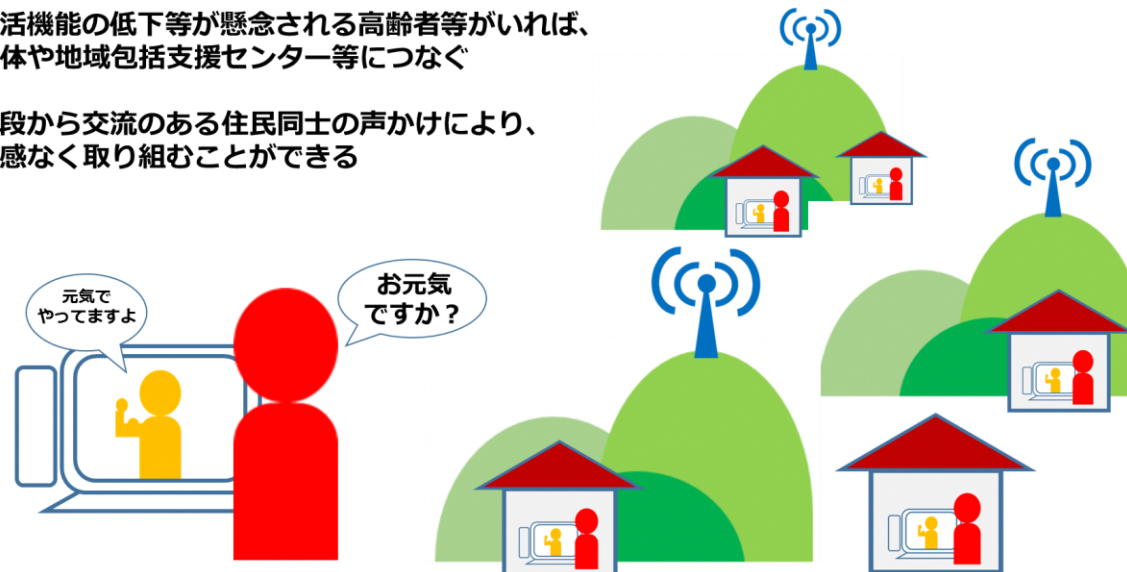 活機能の低下等が懸念される高齢者等がいれば、
体や地域包括支援センター等につなぐ
段から交流のある住民同士の声かけにより、
感なく取り組むことができる
元気で
やってますよ
お元気
ですか？